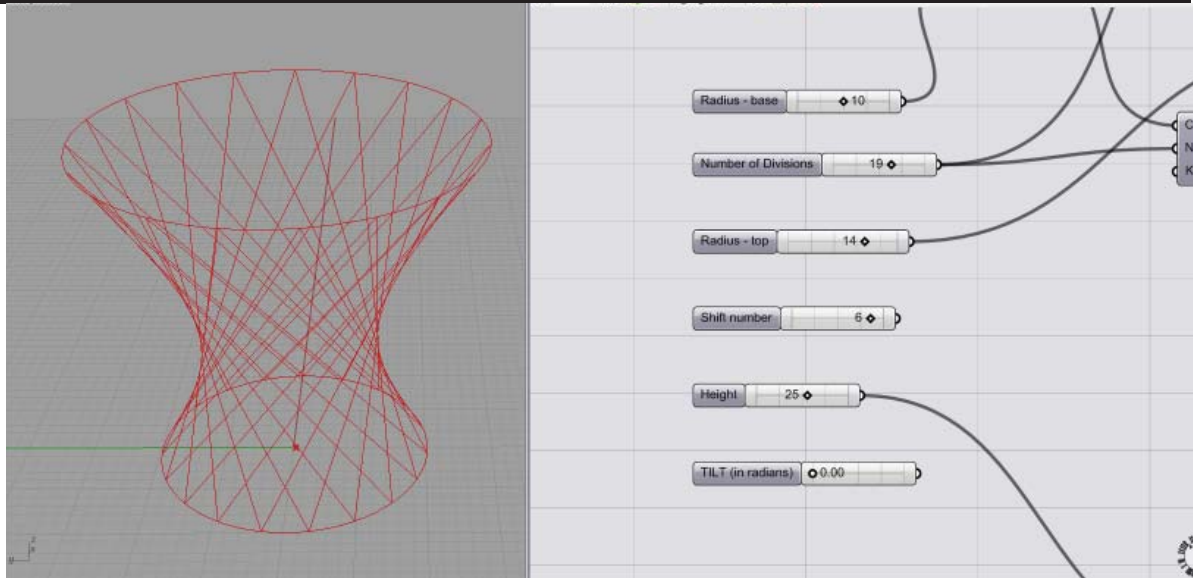 Radius - base 10
C
Number of Divisions 19
N
K
Radius - top 14
Shift number 6
Height 25
TILT (in radians) 0.00
z
x
y